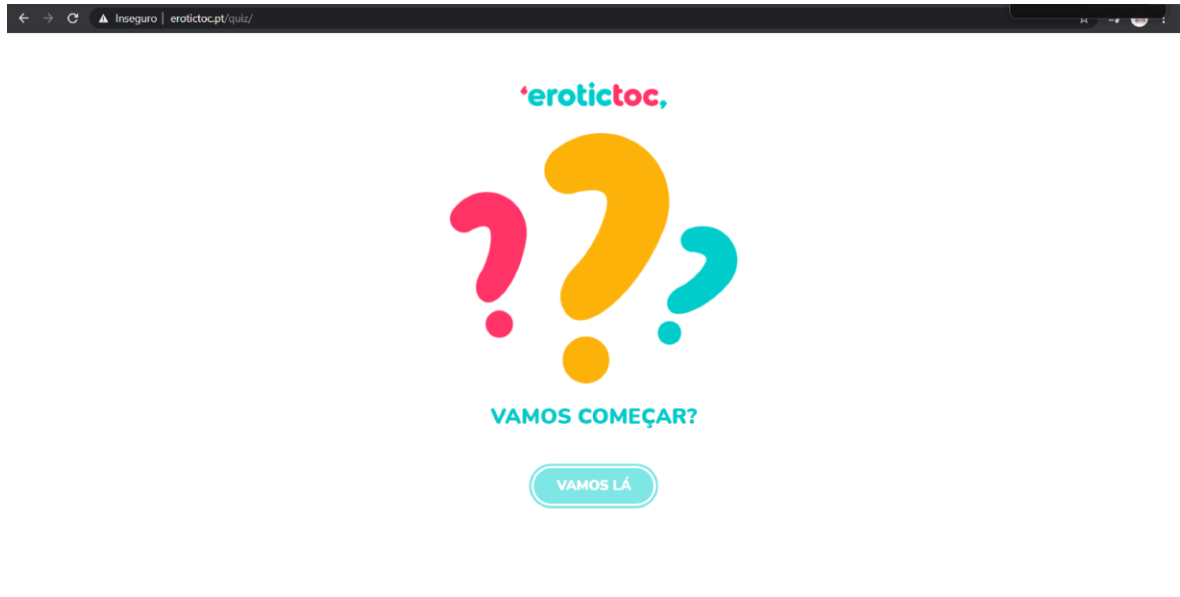 Inseguro | erotictoc.pt/quiz/
‘erotictoc,
VAMOS COMEÇAR?
VAMOS LÁ